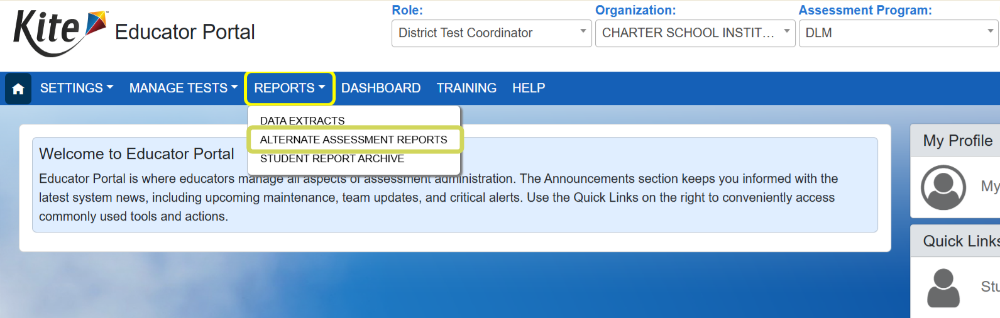 Kite Educator Portal
Role:
District Test Coordinator
Organization:
CHARTER SCHOOL INSTIT...
Assessment Program:
DLM
SETTINGS MANAGE TESTS REPORTS DASHBOARD TRAINING HELP
DATA EXTRACTS
ALTERNATE ASSESSMENT REPORTS
STUDENT REPORT ARCHIVE
Welcome to Educator Portal
Educator Portal is where educators manage all aspects of assessment administration. The Announcements section keeps you informed with the
latest system news, including upcoming maintenance, team updates, and critical alerts. Use the Quick Links on the right to conveniently access
commonly used tools and actions.
My Profile
My
Quick Links
Stu